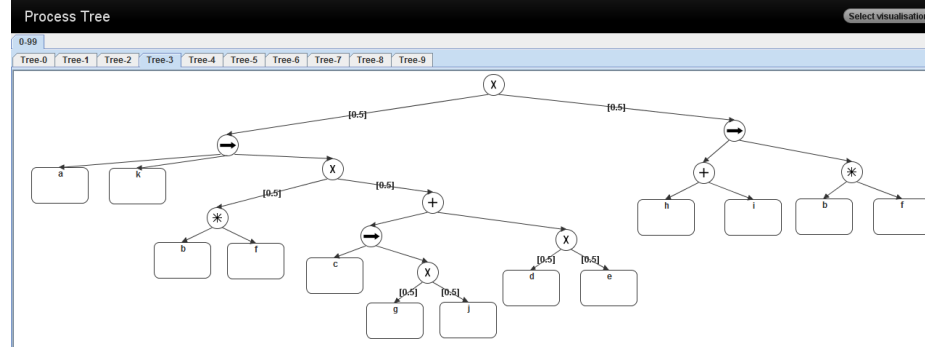 Process Tree
Select visualisation
0-99
Tree-0 Tree-1 Tree-2 Tree-3 Tree-4 Tree-5 Tree-6 Tree-7 Tree-8 Tree-9
X
[0.5] [0.5]
a k X + *
[0.5] [0.5]
* + h i b f
b f X
c [0.5] [0.5]
X d e
[0.5] [0.5]
g j